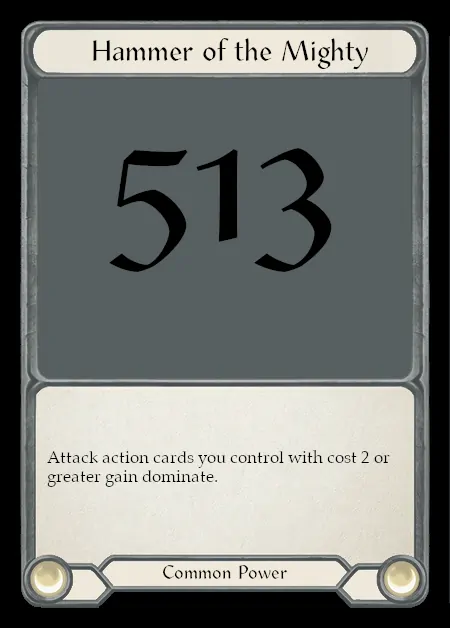 Hammer of the Mighty
513
Attack action cards you control with cost 2 or
greater gain dominate.
Common Power